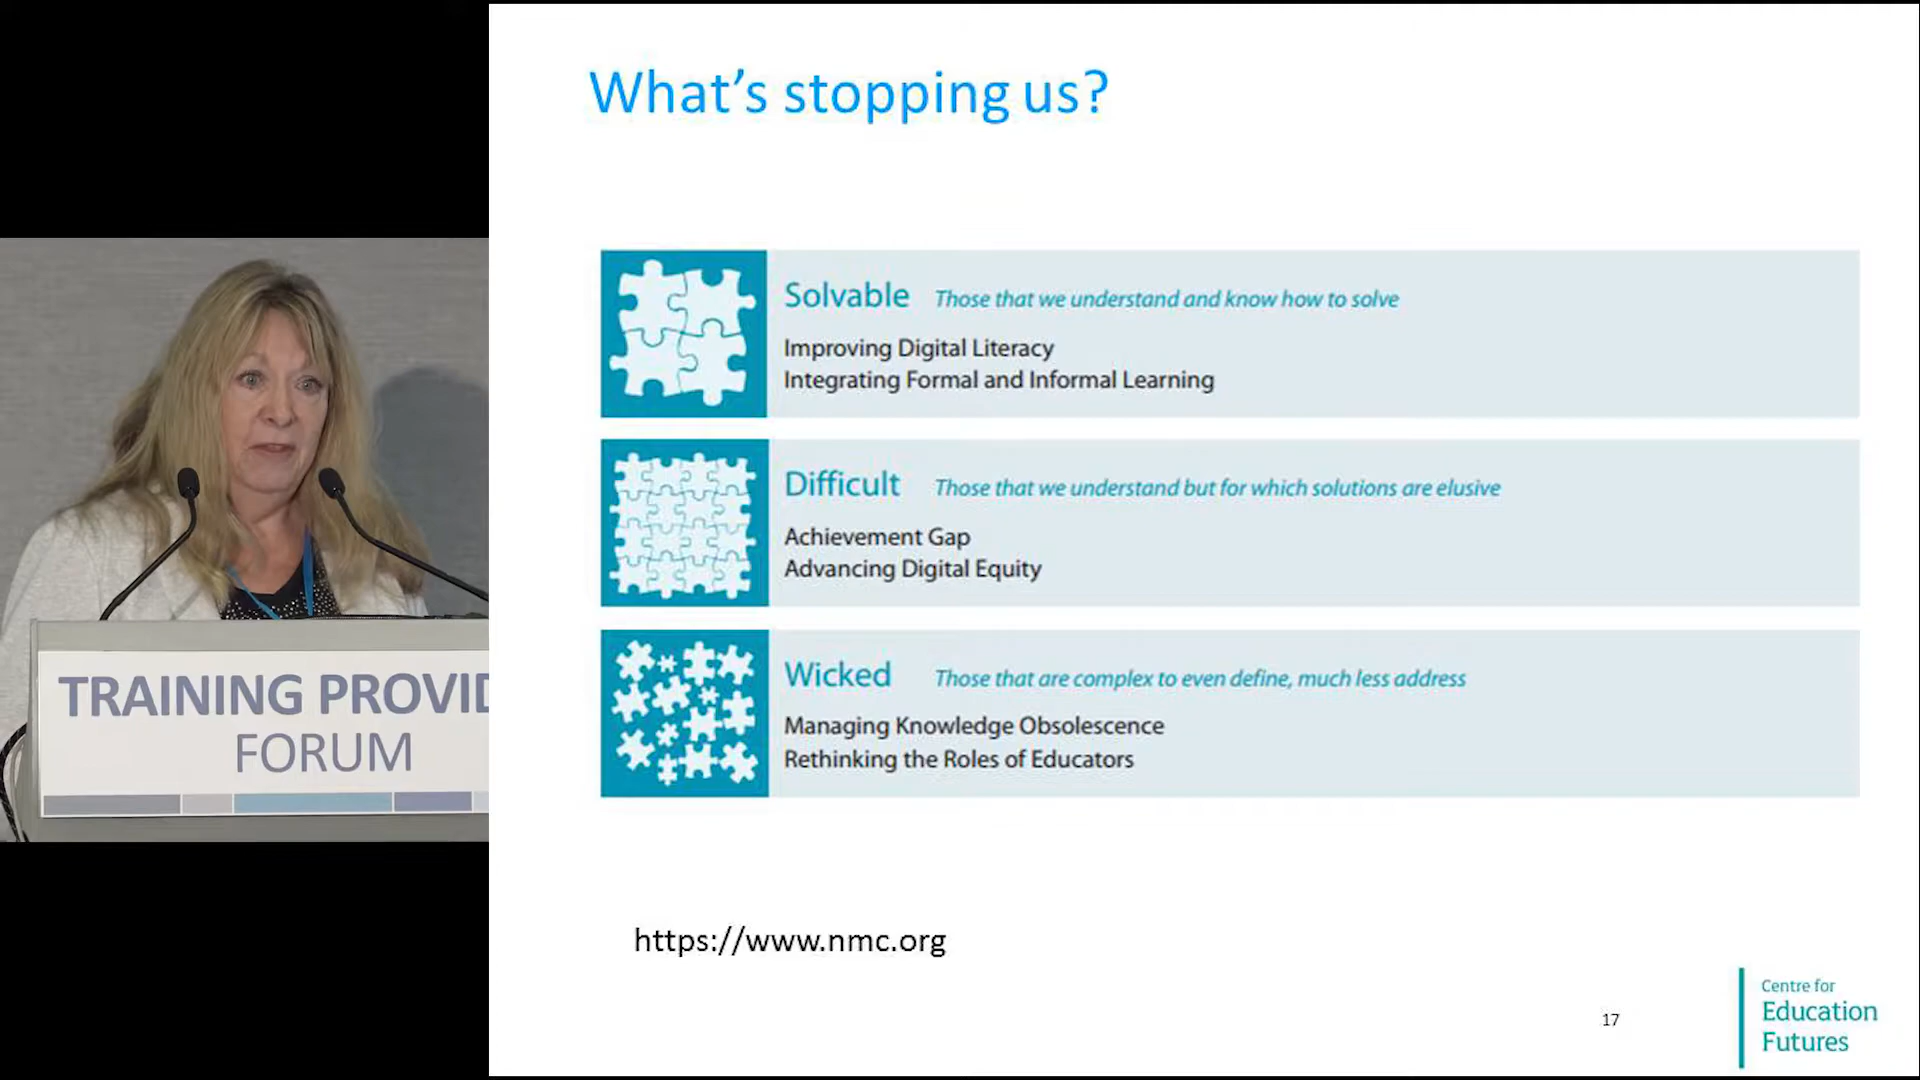 What's stopping us?
Solvable Those that we understand and know how to solve
Improving Digital Literacy
Integrating Formal and Informal Learning
Difficult Those that we understand but for which solutions are elusive
Achievement Gap
Advancing Digital Equity
Wicked Those that are complex to even define, much less address
Managing Knowledge Obsolescence
Rethinking the Roles of Educators
https://www.nmc.org
17
Centre for
Education
Futures
TRAINING PROVID
FORUM